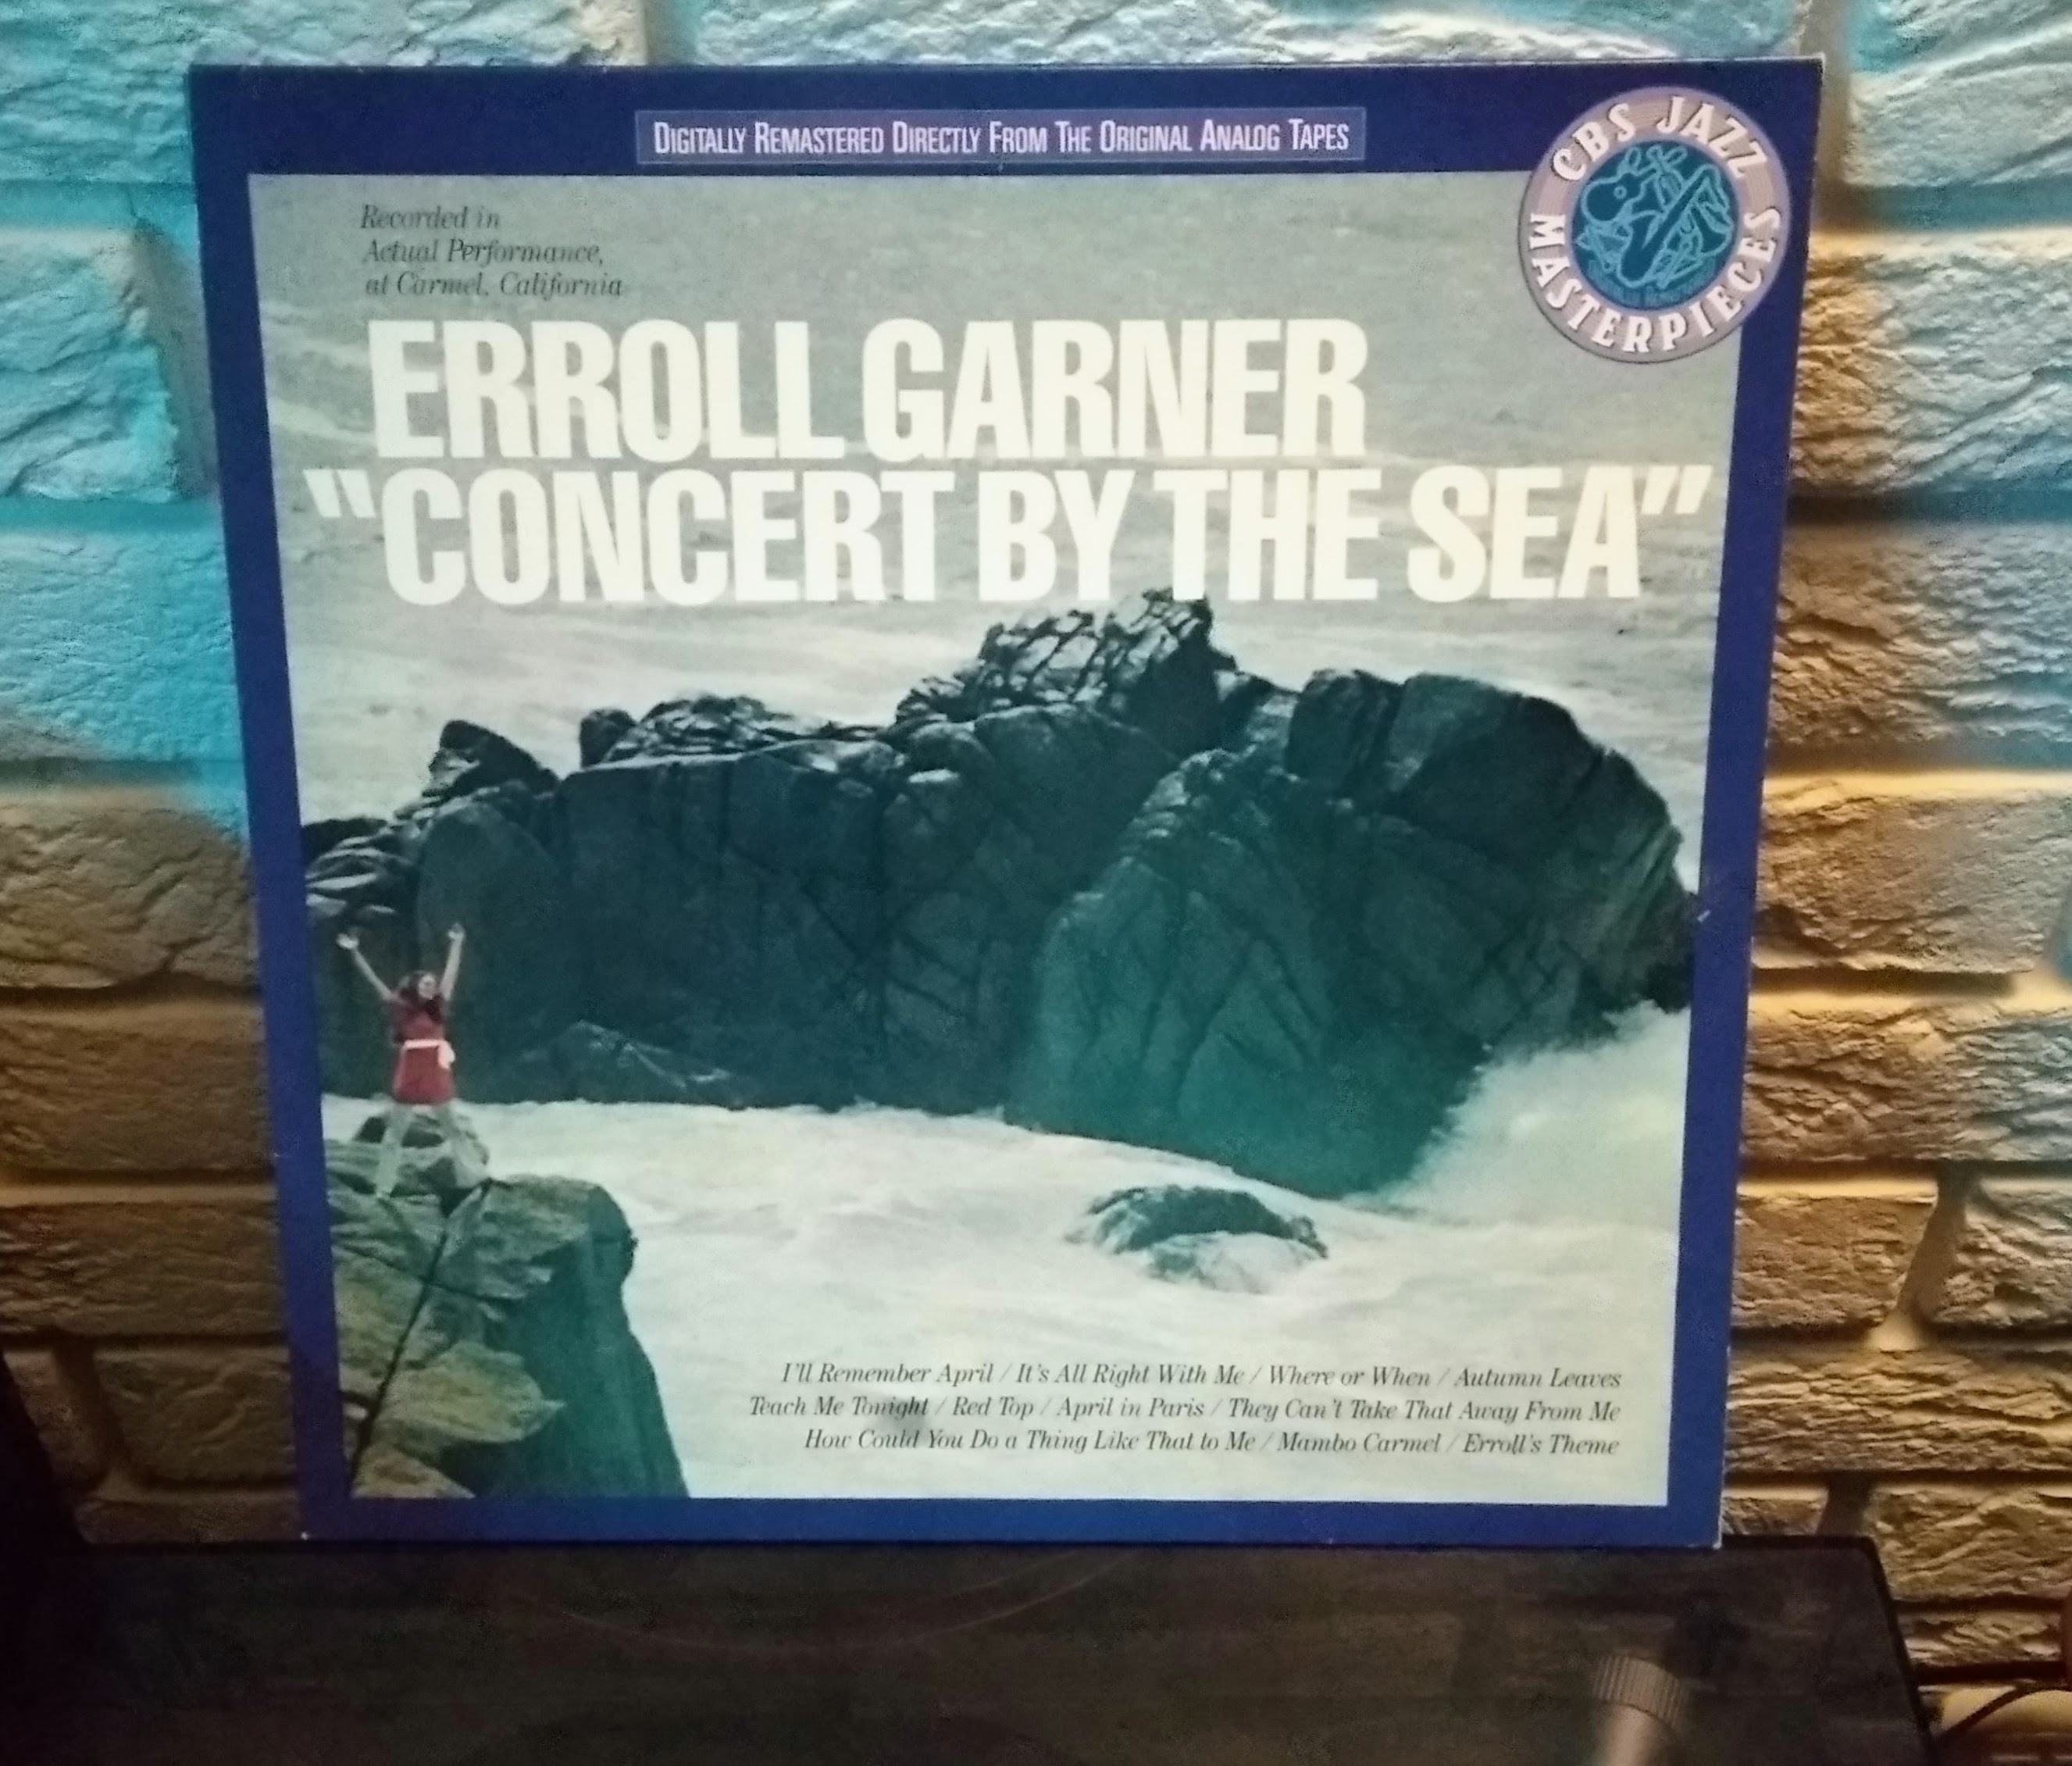 DIGITALLY REMASTERED DIRECTLY FROM THE ORIGINAL ANALOG TAPES
CBS JAZZ
MASTERPIECES
Recorded in
Actual Performance,
at Carmel, California
ERROLL GARNER
"CONCERT BY THE SEA"
I'll Remember April / It's All Right With Me / Where or When / Autumn Leaves
Teach Me Tonight / Red Top / April in Paris / They Can't Take That Away From Me
How Could You Do a Thing Like That to Me / Mambo Carmel / Erroll's Theme